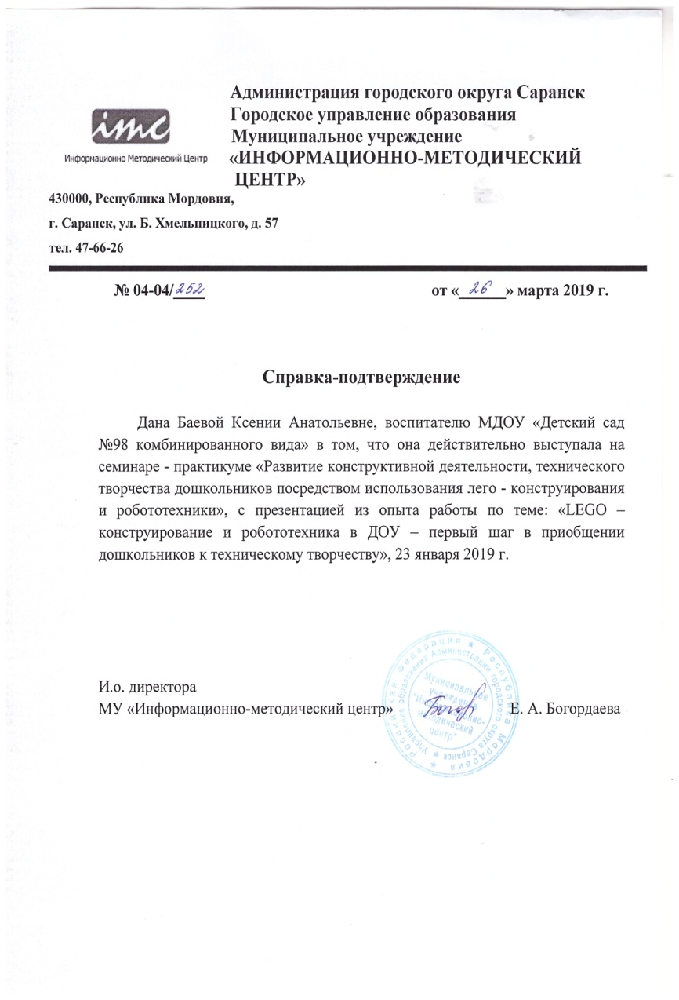 Администрация городского округа Саранск
Городское управление образования
Муниципальное учреждение
«ИНФОРМАЦИОННО-МЕТОДИЧЕСКИЙ
ЦЕНТР»
imc
Информационно Методический Центр
430000, Республика Мордовия,
г. Саранск, ул. Б. Хмельницкого, д. 57
тел. 47-66-26
№ 04-04/252 от «26» марта 2019 г.
Справка-подтверждение
Дана Баевой Ксении Анатольевне, воспитателю МДОУ «Детский сад
№98 комбинированного вида» в том, что она действительно выступала на
семинаре - практикуме «Развитие конструктивной деятельности, технического
творчества дошкольников посредством использования лего - конструирования
и робототехники», с презентацией из опыта работы по теме: «LEGO –
конструирование и робототехника в ДОУ – первый шаг в приобщении
дошкольников к техническому творчеству», 23 января 2019 г.
И.о. директора
МУ «Информационно-методический центр» Е. А. Богордаева
Российская Федерация * Республика Мордовия *
Управление образования Администрации городского округа Саранск *
Муниципальное
учреждение
"Информационно-
методический
центр"